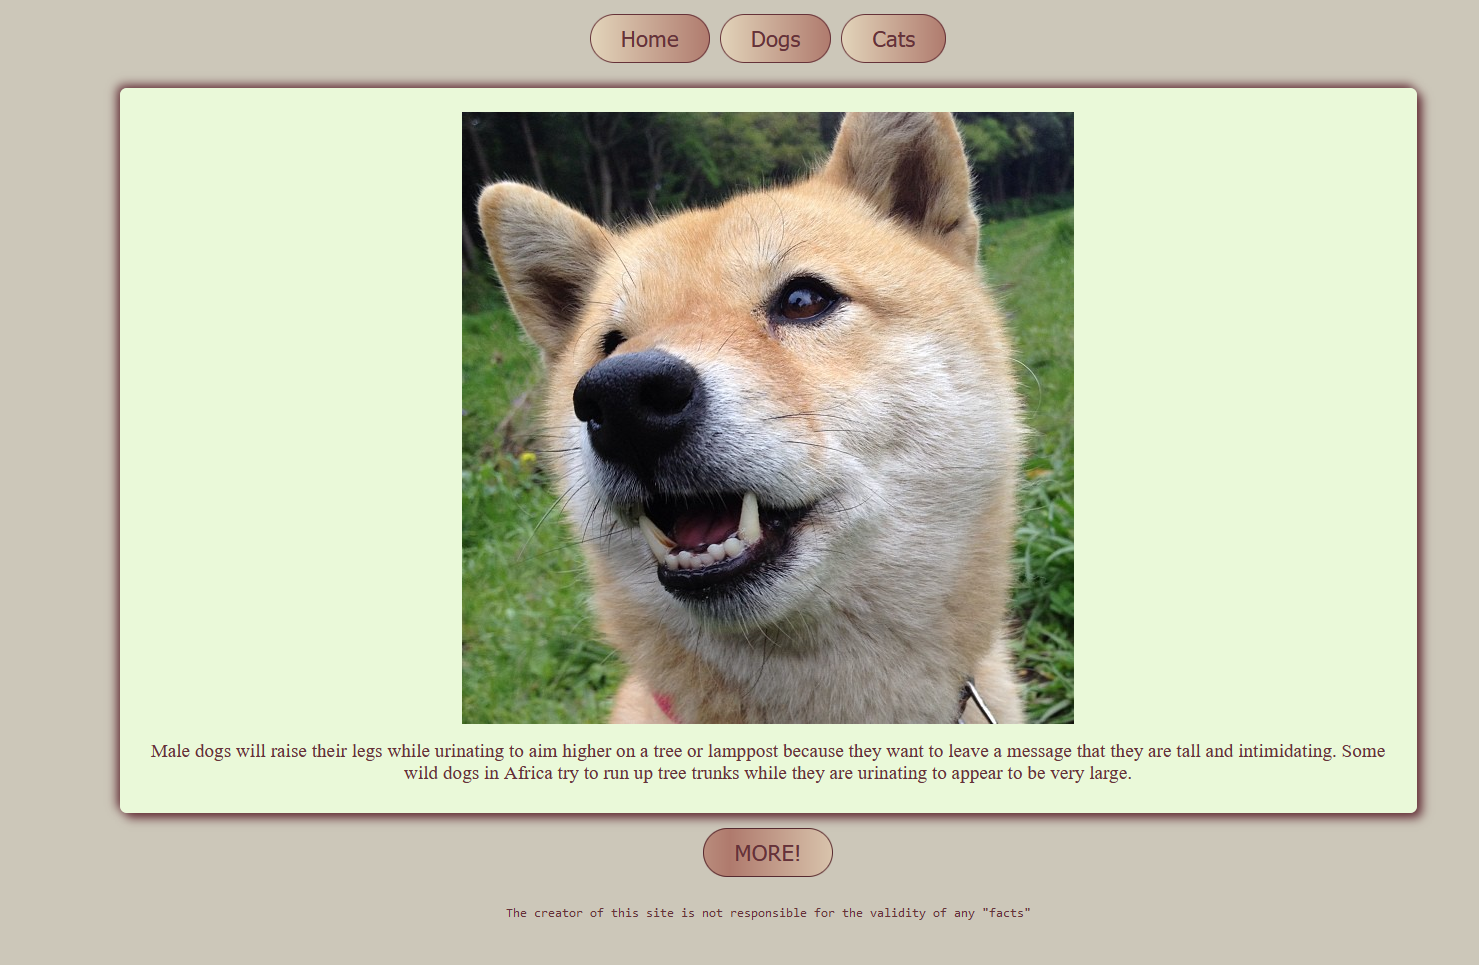 Home Dogs Cats
Male dogs will raise their legs while urinating to aim higher on a tree or lamppost because they want to leave a message that they are tall and intimidating. Some
wild dogs in Africa try to run up tree trunks while they are urinating to appear to be very large.
MORE!
The creator of this site is not responsible for the validity of any "facts"